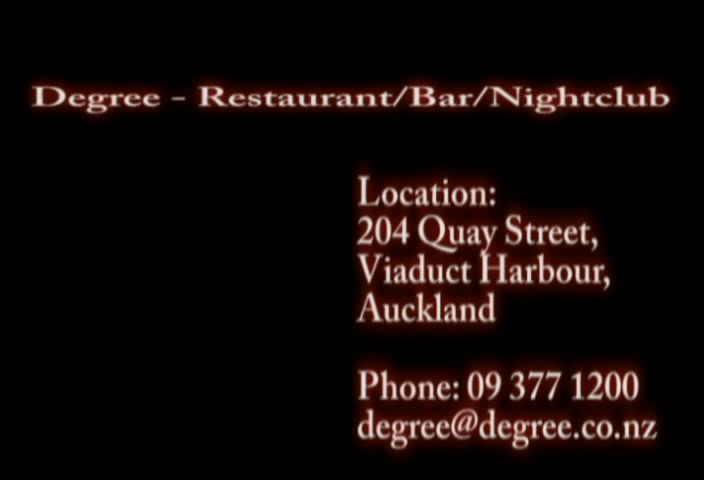 Degree - Restaurant/Bar/Nightclub
Location:
204 Quay Street,
Viaduct Harbour,
Auckland
Phone: 09 377 1200
degree@degree.co.nz